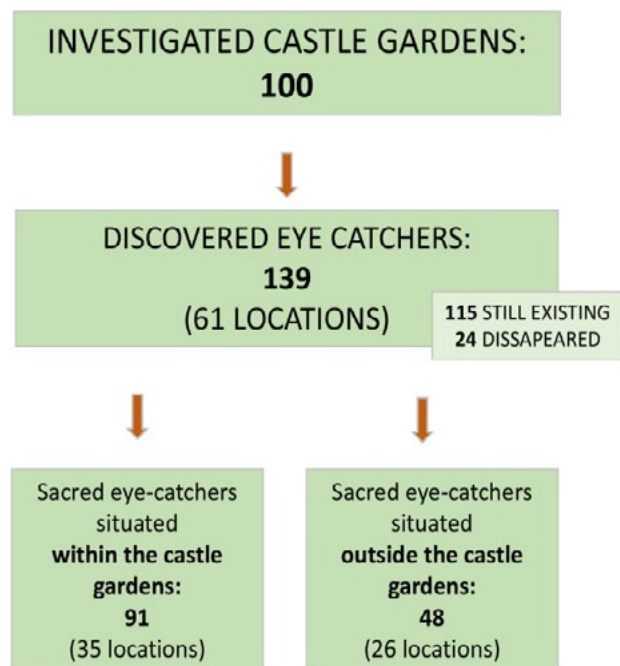 INVESTIGATED CASTLE GARDENS:
100
DISCOVERED EYE CATCHERS:
139
(61 LOCATIONS)
115 STILL EXISTING
24 DISSAPEARED
Sacred eye-catchers
situated
within the castle
gardens:
91
(35 locations)
Sacred eye-catchers
situated
outside the castle
gardens:
48
(26 locations)